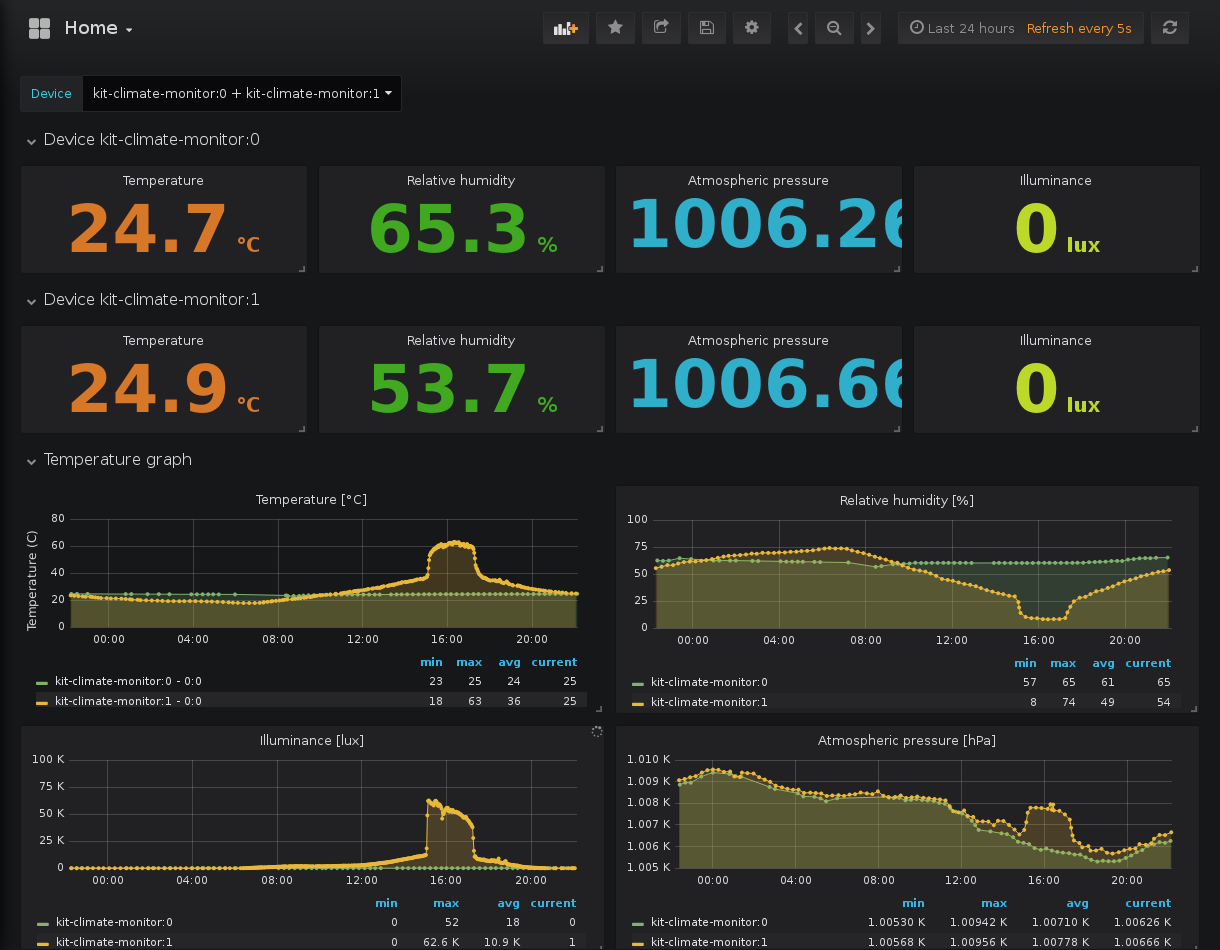 Home
Last 24 hours Refresh every 5s
Device kit-climate-monitor:0 + kit-climate-monitor:1
Device kit-climate-monitor:0
Temperature Relative humidity Atmospheric pressure Illuminance
24.7 °C 65.3 % 1006.26 0 lux
Device kit-climate-monitor:1
Temperature Relative humidity Atmospheric pressure Illuminance
24.9 °C 53.7 % 1006.66 0 lux
Temperature graph
Temperature [°C]
Temperature (C)
80
60
40
20
0
00:00 04:00 08:00 12:00 16:00 20:00
min max avg current
kit-climate-monitor:0 - 0:0 23 25 24 25
kit-climate-monitor:1 - 0:0 18 63 36 25
Relative humidity [%]
100
75
50
25
0
00:00 04:00 08:00 12:00 16:00 20:00
min max avg current
kit-climate-monitor:0 57 65 61 65
kit-climate-monitor:1 8 74 49 54
Illuminance [lux]
100 K
75 K
50 K
25 K
0
00:00 04:00 08:00 12:00 16:00 20:00
min max avg current
kit-climate-monitor:0 0 52 18 0
kit-climate-monitor:1 0 62.6 K 10.9 K 1
Atmospheric pressure [hPa]
1.010 K
1.009 K
1.008 K
1.007 K
1.006 K
1.005 K
00:00 04:00 08:00 12:00 16:00 20:00
min max avg current
kit-climate-monitor:0 1.00530 K 1.00942 K 1.00710 K 1.00626 K
kit-climate-monitor:1 1.00568 K 1.00956 K 1.00778 K 1.00666 K